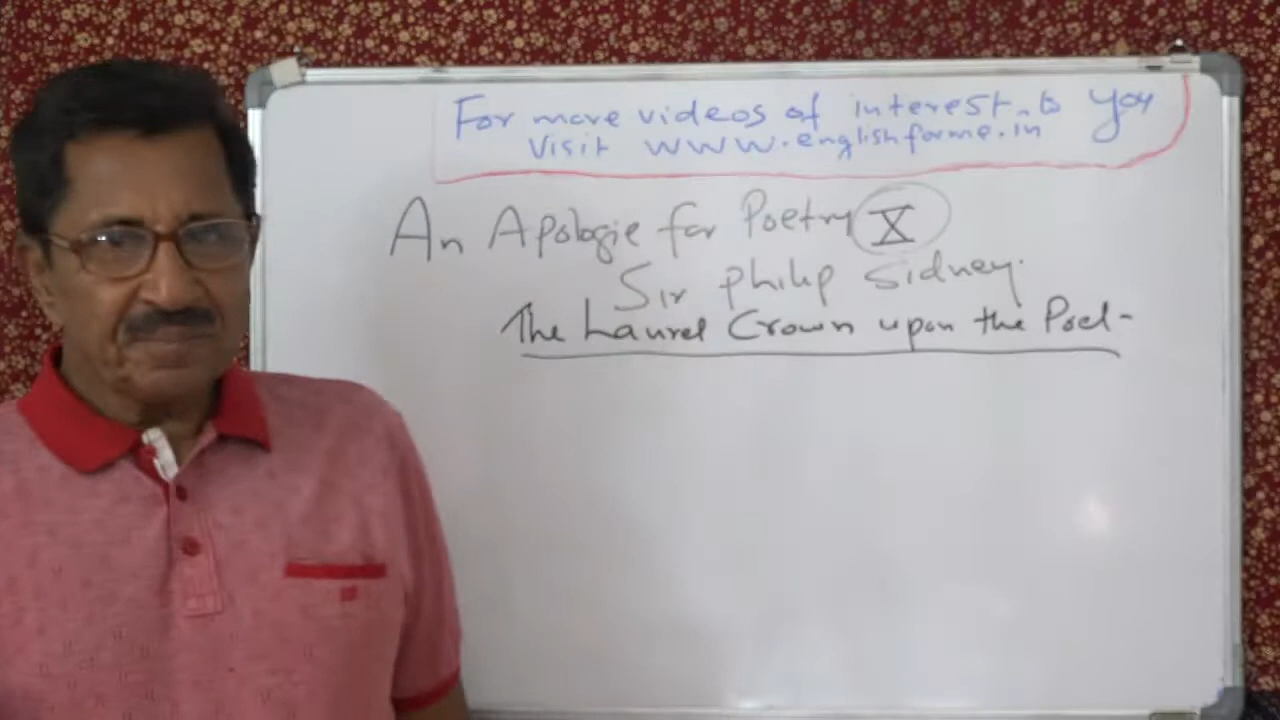 For more videos of interest to you
Visit www.englishforme.in
An Apologie for Poetry X
Sir Philip Sidney.
The Laurel Crown upon the Poet-